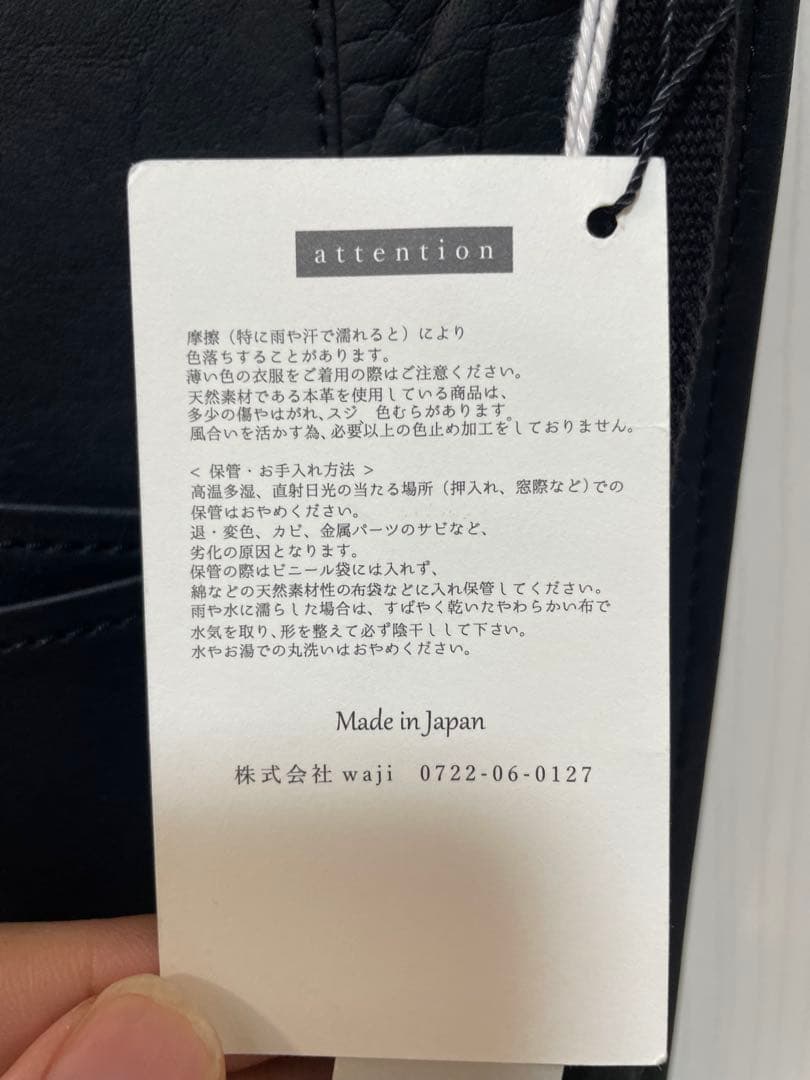 attention
摩擦（特に雨や汗で濡れると）により
色落ちすることがあります。
薄い色の衣服をご着用の際はご注意ください。
天然素材である本革を使用している商品は、
多少の傷やはがれ、スジ　色むらがあります。
風合いを活かす為、必要以上の色止め加工をしておりません。
< 保管・お手入れ方法 >
高温多湿、直射日光の当たる場所（押入れ、窓際など）での
保管はおやめください。
退・変色、カビ、金属パーツのサビなど、
劣化の原因となります。
保管の際はビニール袋には入れず、
綿などの天然素材性の布袋などに入れ保管してください。
雨や水に濡らした場合は、すばやく乾いたやわらかい布で
水気を取り、形を整えて必ず陰干しして下さい。
水やお湯での丸洗いはおやめください。
Made in Japan
株式会社 waji　0722-06-0127